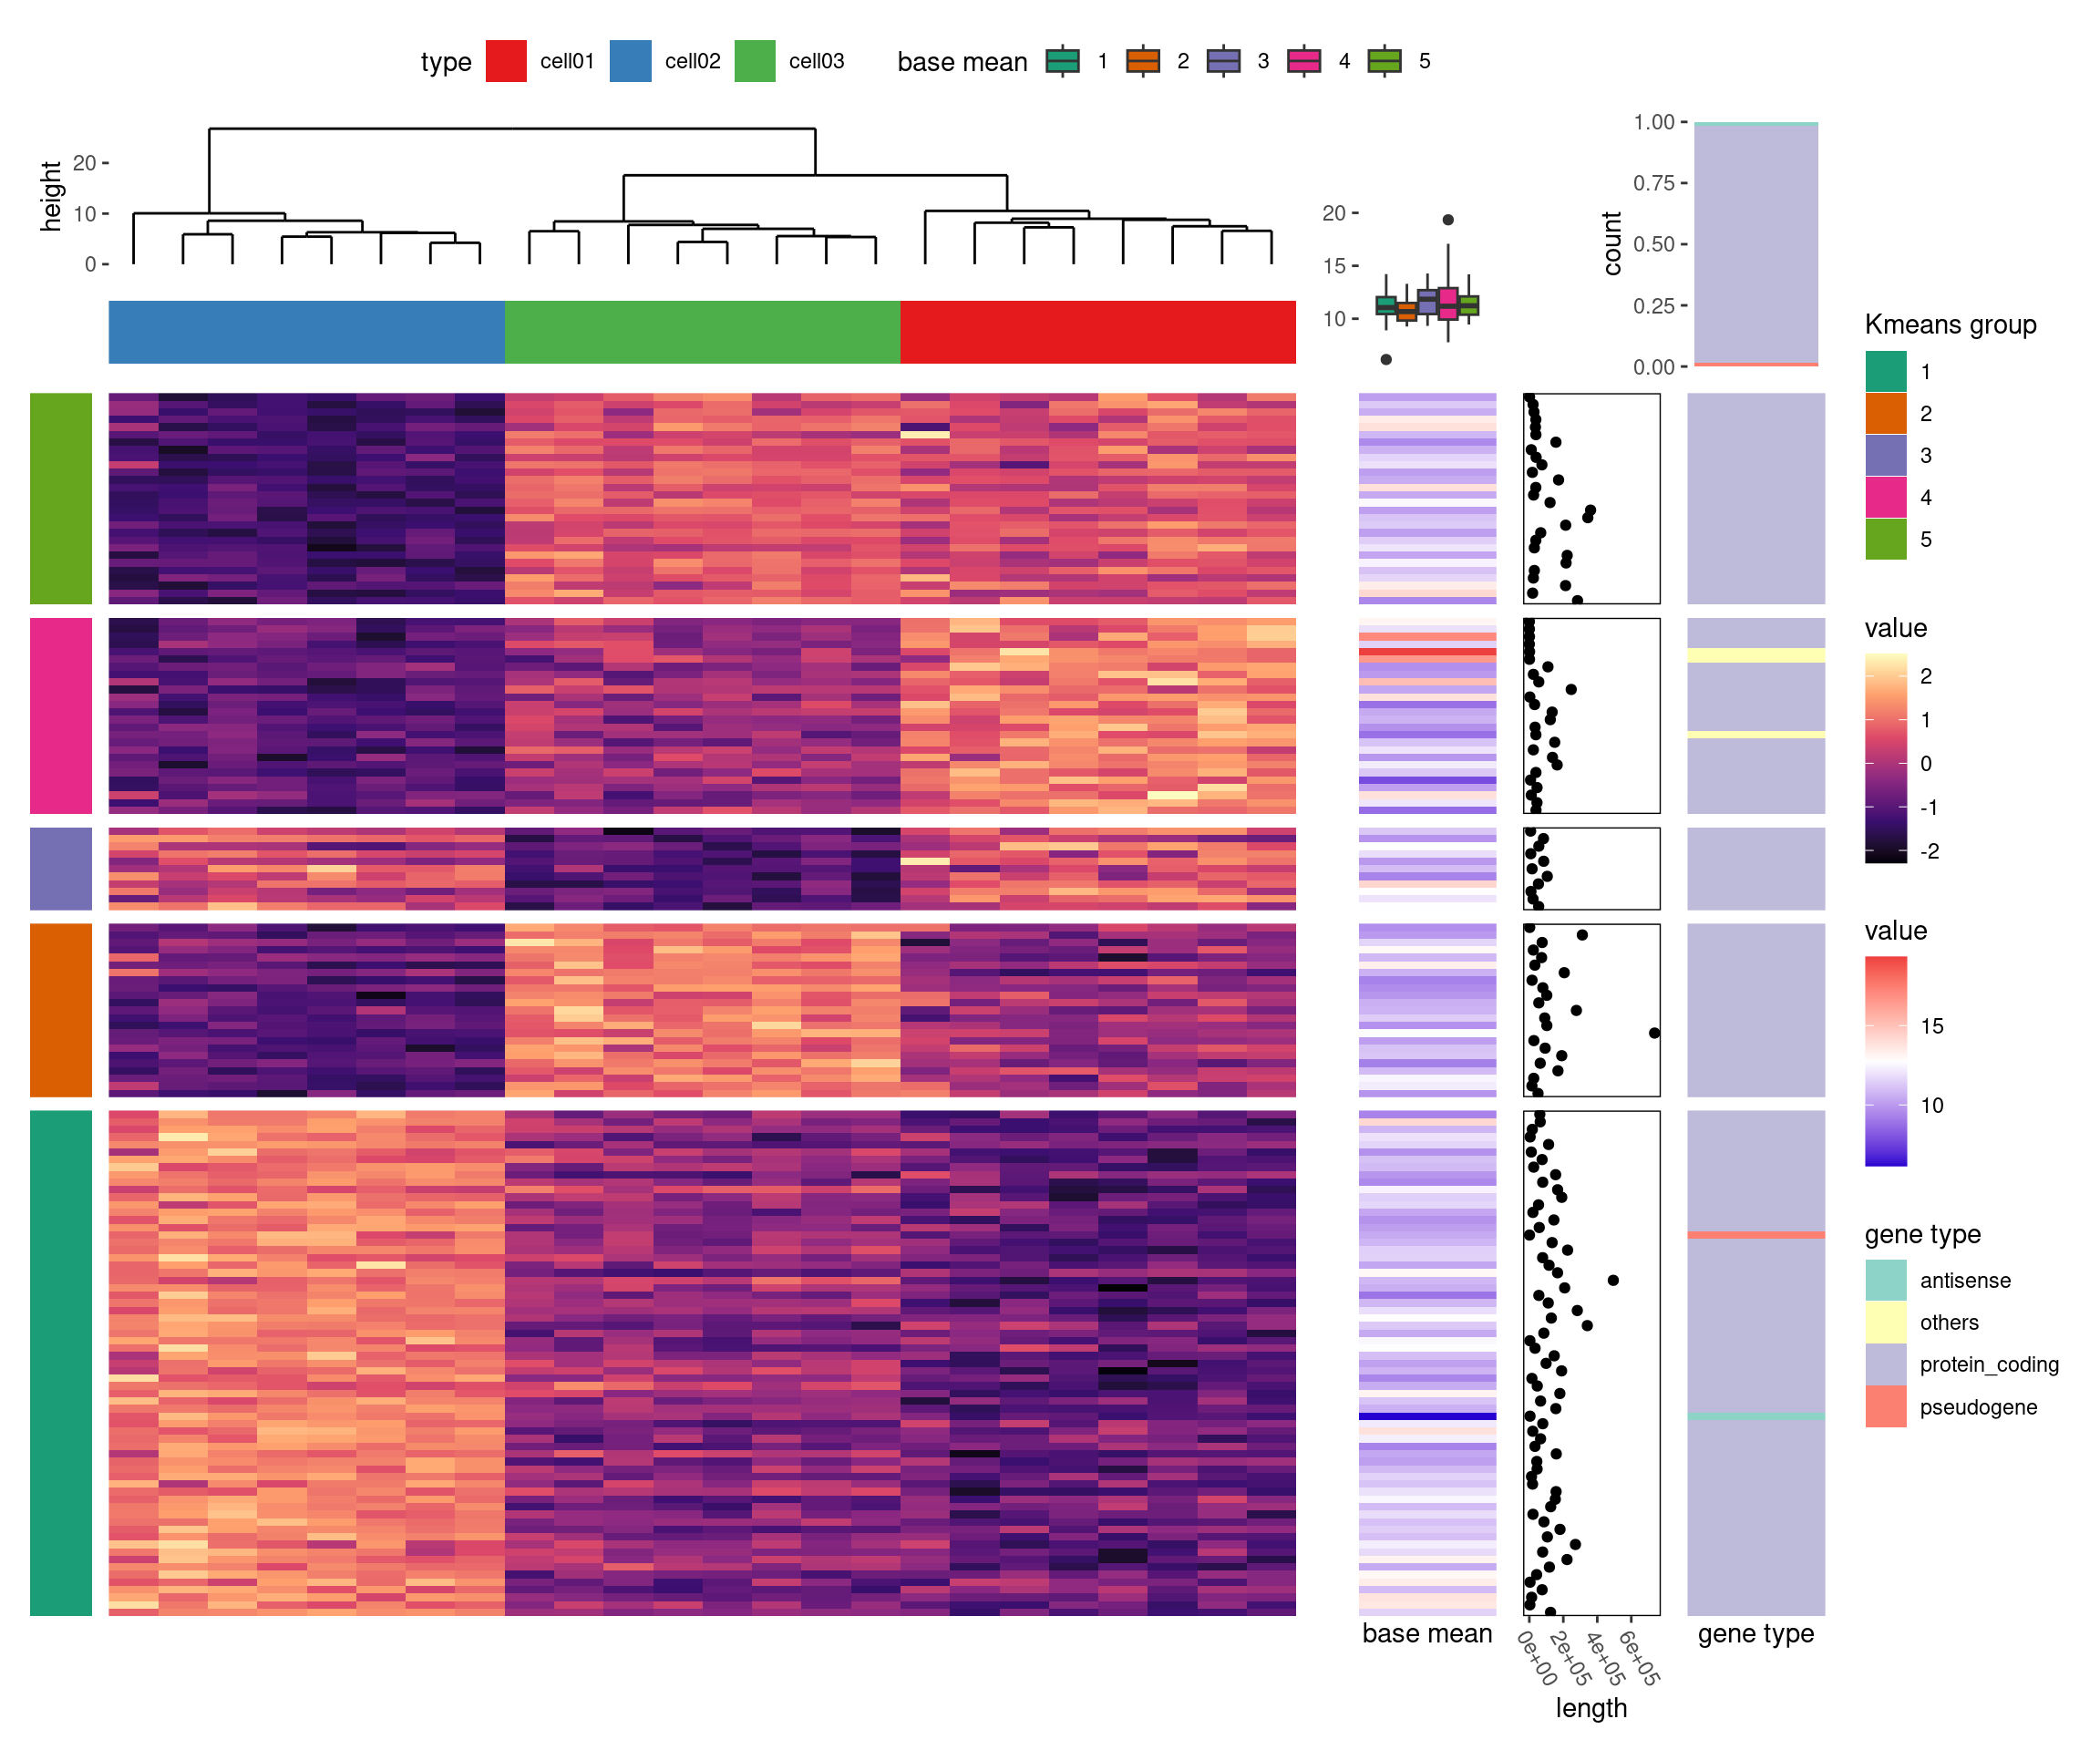 type cell01 cell02 cell03 base mean 1 2 3 4 5
height
20
10
0
20
15
10
count
1.00
0.75
0.50
0.25
0.00
Kmeans group
1
2
3
4
5
value
2
1
0
-1
-2
value
15
10
gene type
antisense
others
protein_coding
pseudogene
base mean
0e+00 2e+05 4e+05 6e+05
length
gene type